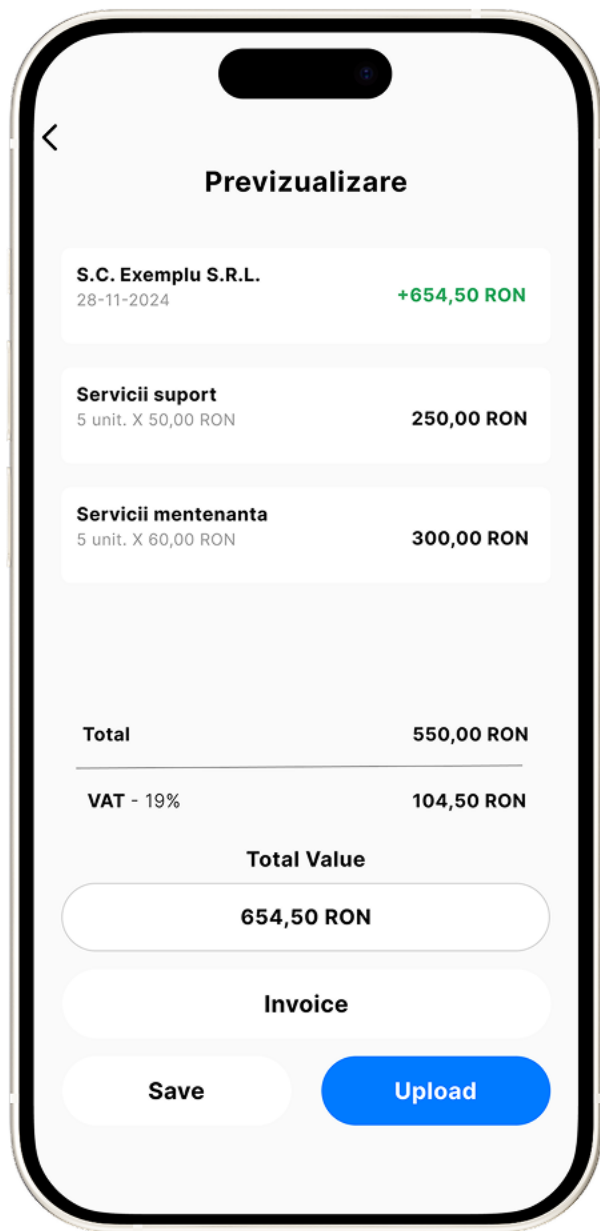 Previzualizare
S.C. Exemplu S.R.L.
28-11-2024
+654,50 RON
Servicii suport
5 unit. X 50,00 RON
250,00 RON
Servicii mentenanta
5 unit. X 60,00 RON
300,00 RON
Total 550,00 RON
VAT - 19% 104,50 RON
Total Value
654,50 RON
Invoice
Save Upload